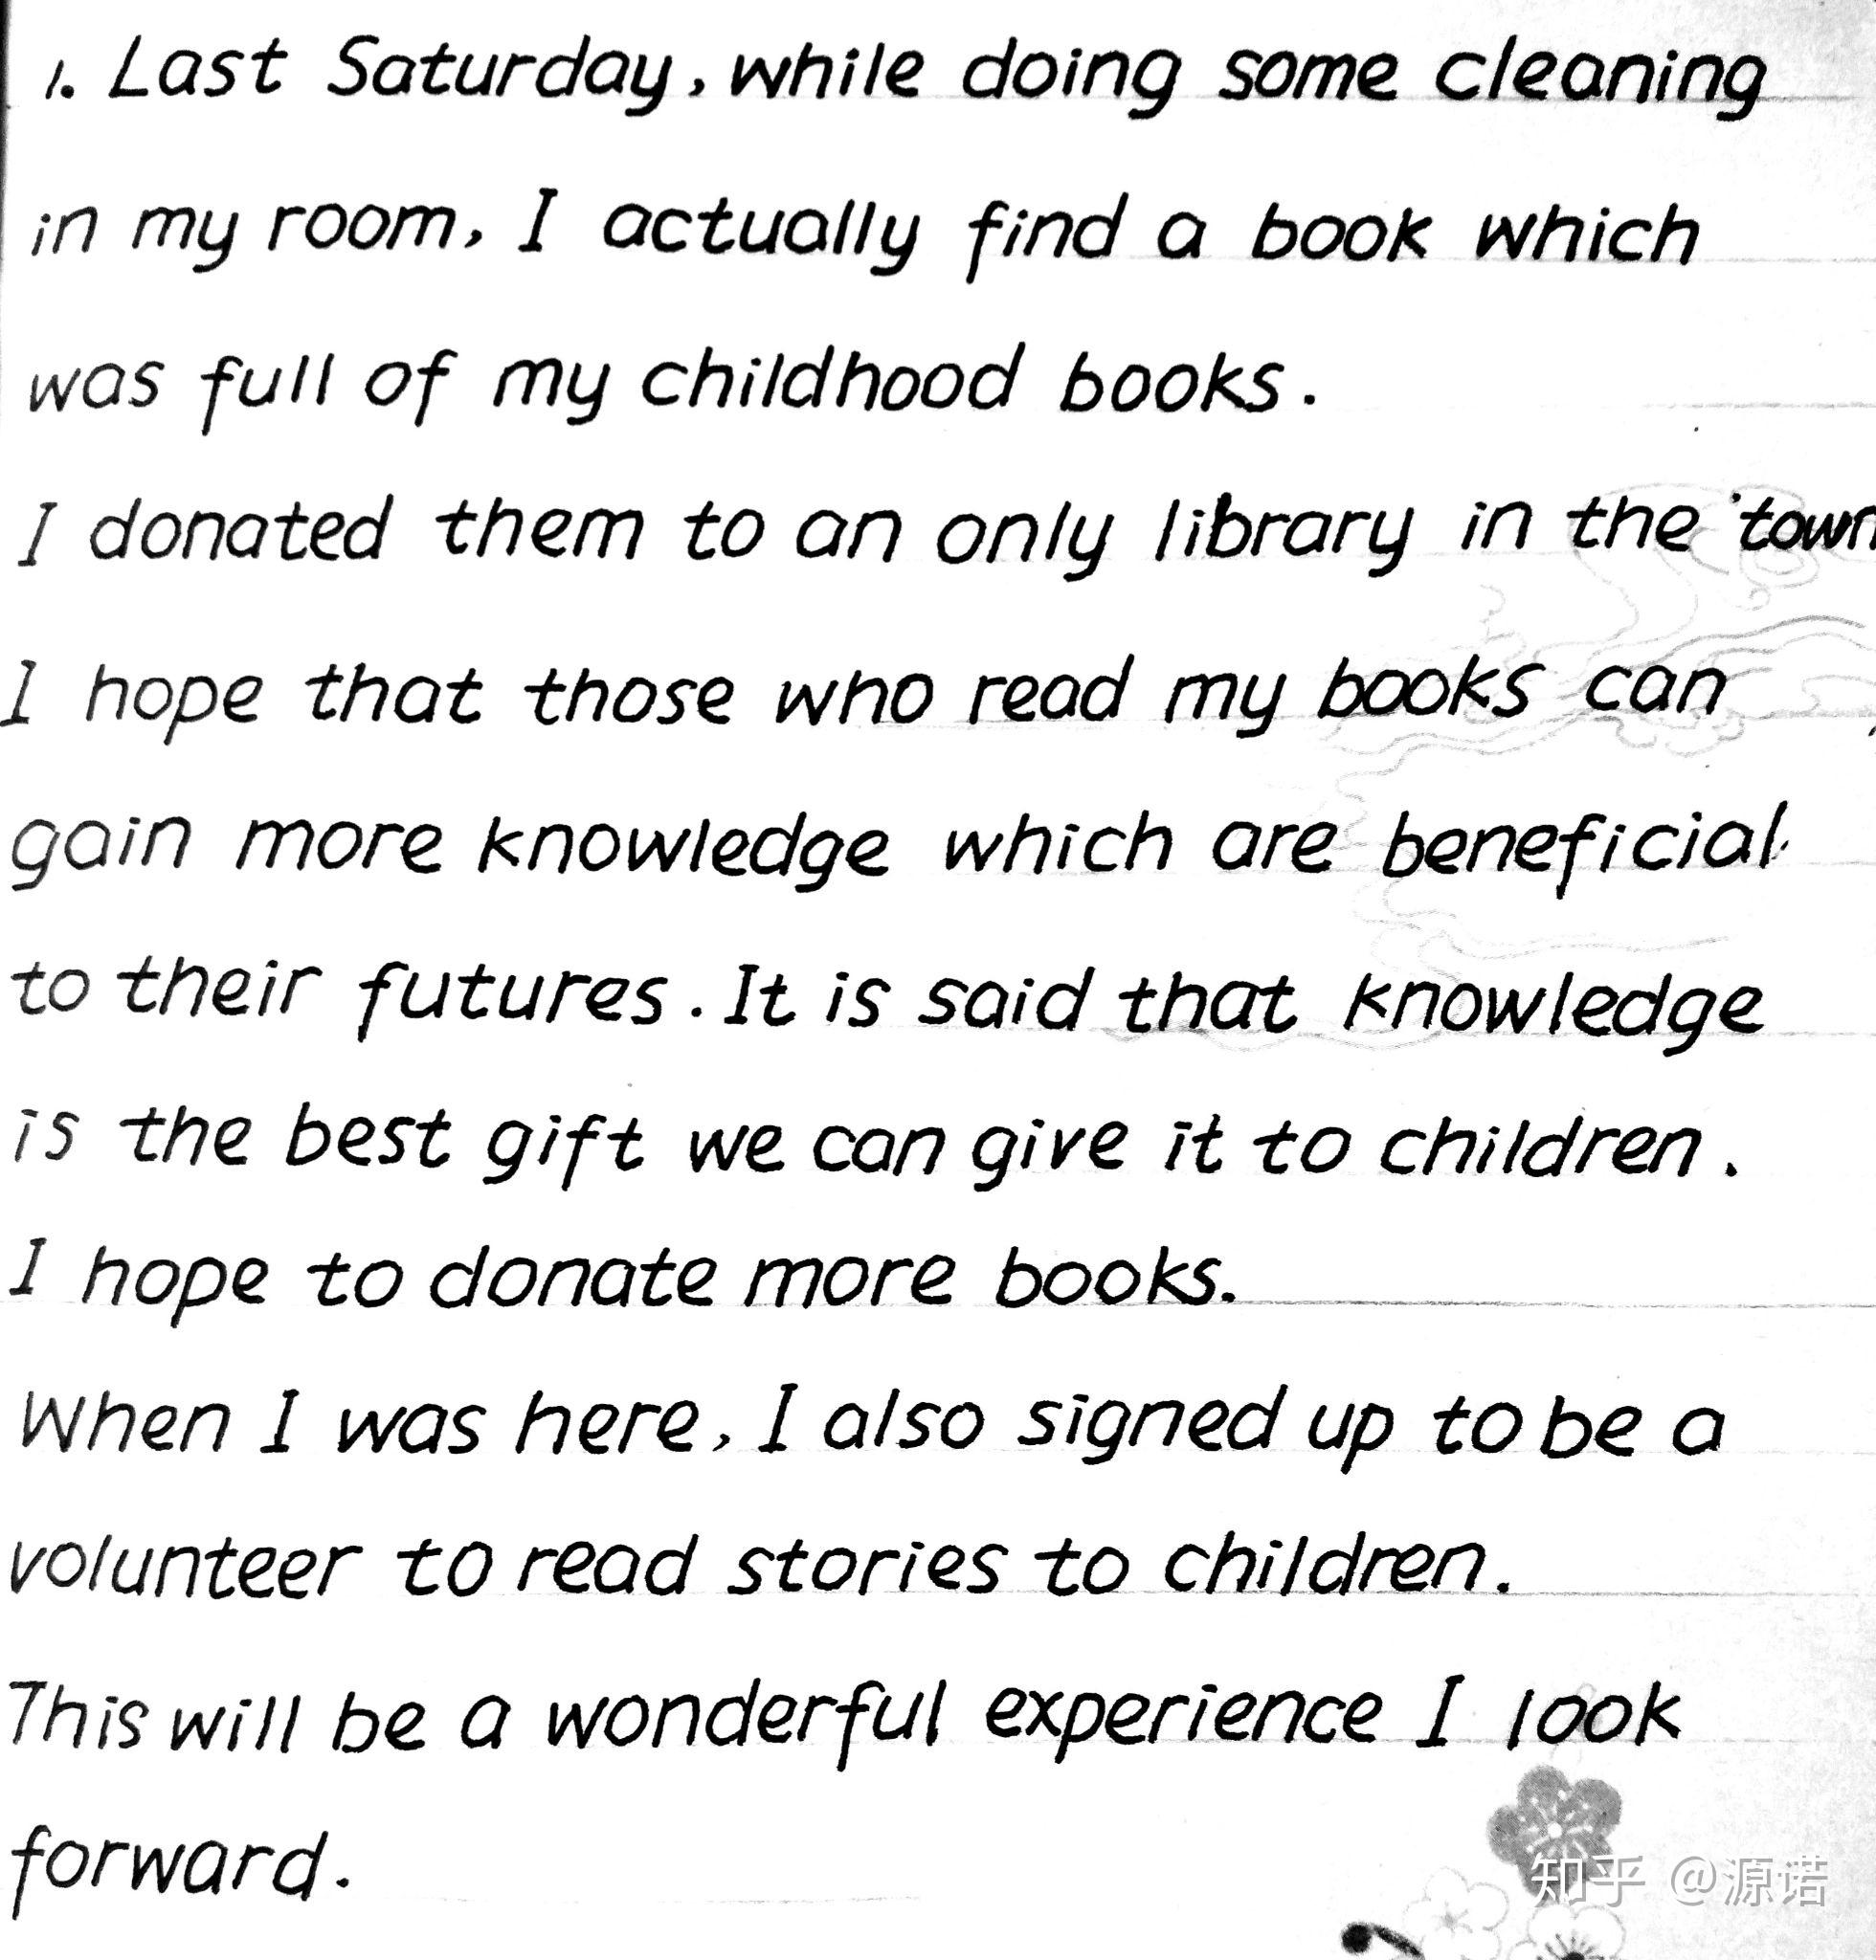 1. Last Saturday, while doing some cleaning
in my room, I actually find a book which
was full of my childhood books.
I donated them to an only library in the town
I hope that those who read my books can
gain more knowledge which are beneficial
to their futures. It is said that knowledge
is the best gift we can give it to children.
I hope to donate more books.
When I was here, I also signed up to be a
volunteer to read stories to children.
This will be a wonderful experience I look
forward.
知乎 @源诺